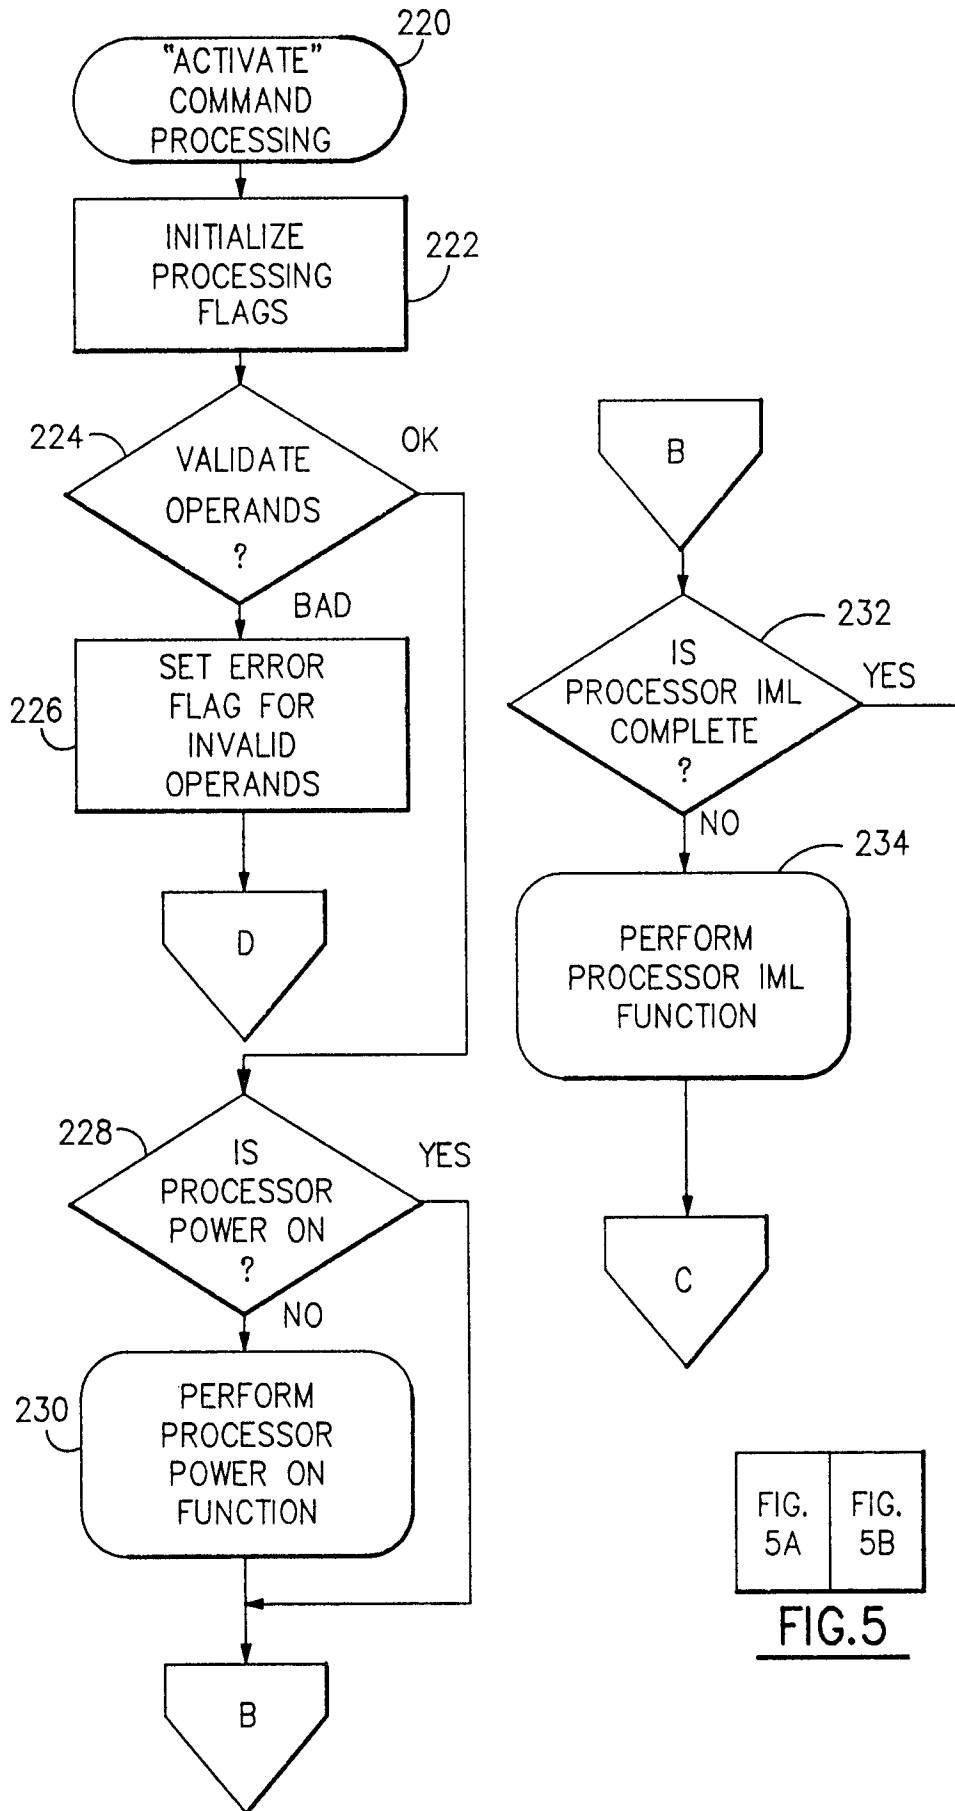 220
"ACTIVATE"
COMMAND
PROCESSING
INITIALIZE
PROCESSING
FLAGS
222
224
VALIDATE
OPERANDS
?
OK
BAD
226
SET ERROR
FLAG FOR
INVALID
OPERANDS
D
228
IS
PROCESSOR
POWER ON
?
YES
NO
230
PERFORM
PROCESSOR
POWER ON
FUNCTION
B
B
232
IS
PROCESSOR IML
COMPLETE
?
YES
NO
234
PERFORM
PROCESSOR IML
FUNCTION
C
FIG.
5A
FIG.
5B
FIG.5